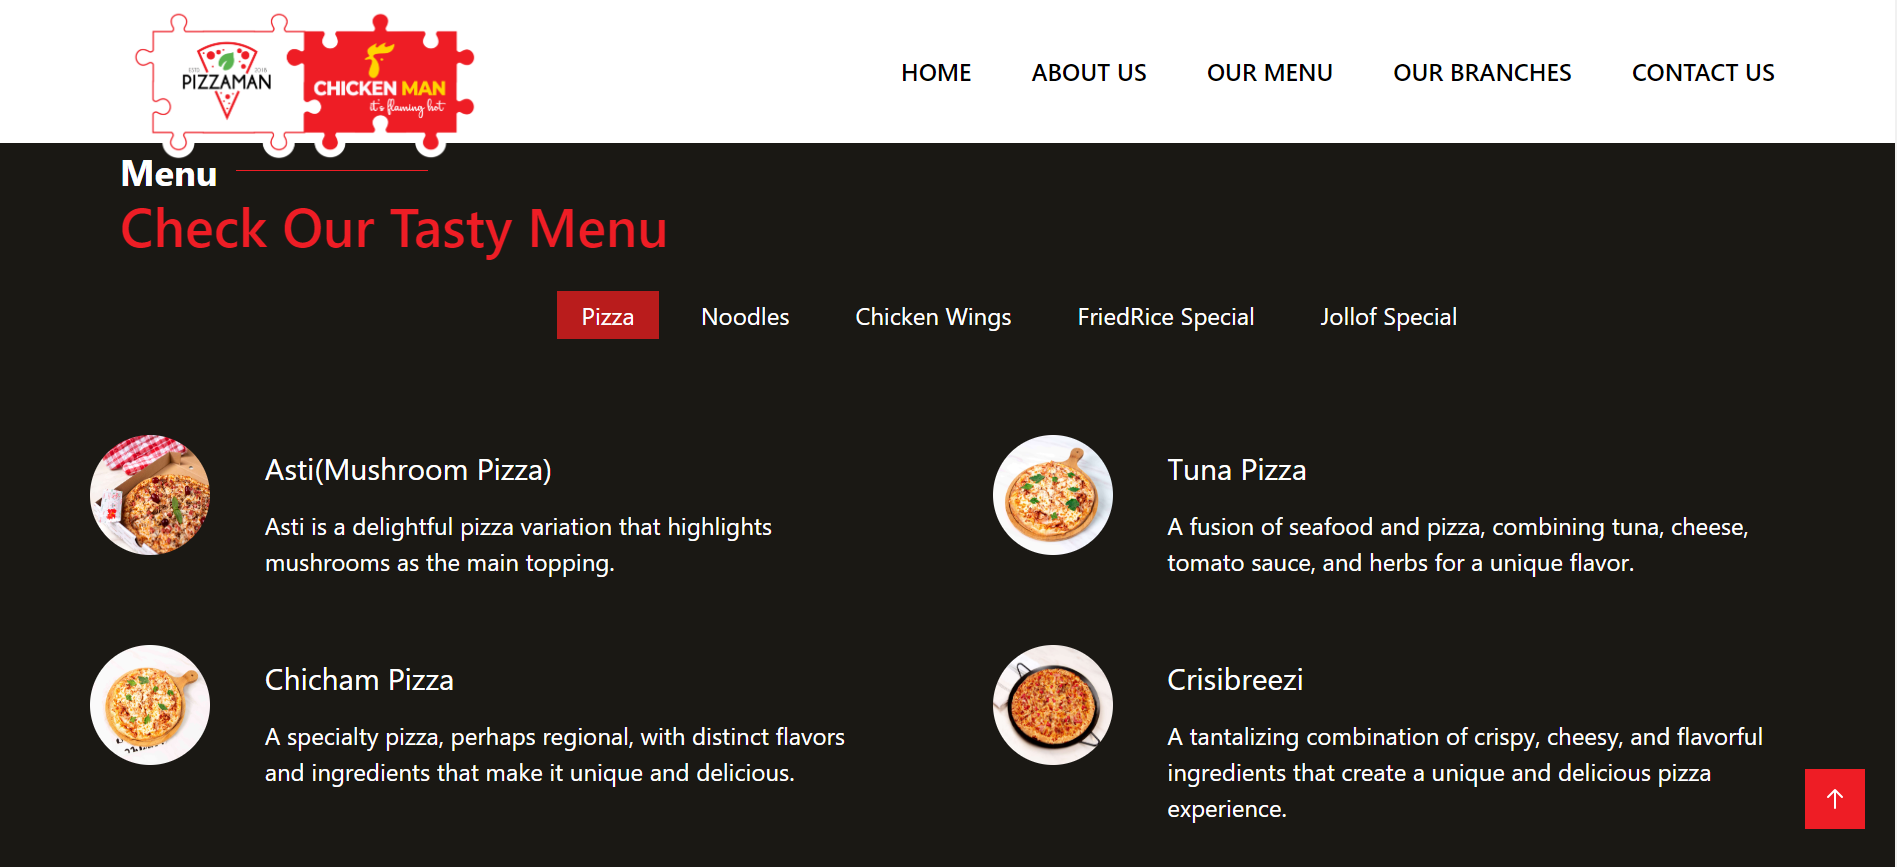 PIZZAMAN
CHICKEN MAN
it's flaming hot
HOME
ABOUT US
OUR MENU
OUR BRANCHES
CONTACT US
Menu
Check Our Tasty Menu
Pizza
Noodles
Chicken Wings
FriedRice Special
Jollof Special
Asti(Mushroom Pizza)
Asti is a delightful pizza variation that highlights
mushrooms as the main topping.
Tuna Pizza
A fusion of seafood and pizza, combining tuna, cheese,
tomato sauce, and herbs for a unique flavor.
Chicham Pizza
A specialty pizza, perhaps regional, with distinct flavors
and ingredients that make it unique and delicious.
Crisibreezi
A tantalizing combination of crispy, cheesy, and flavorful
ingredients that create a unique and delicious pizza
experience.